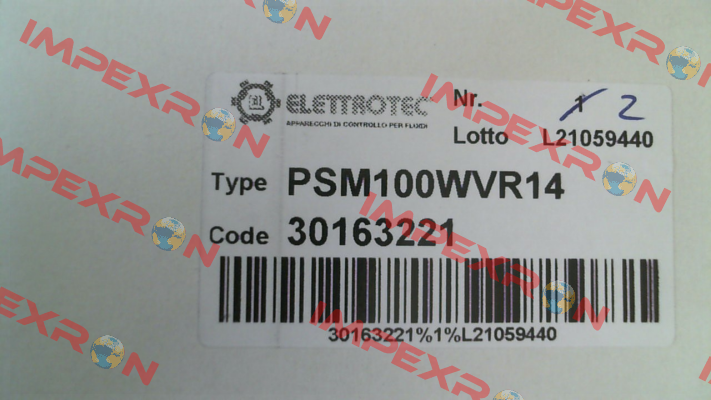 ELETTROTEC
APPARECCHI DI CONTROLLO PER FLUIDI
Nr. 1 2
Lotto L21059440
Type PSM100WVR14
Code 30163221
30163221%1%L21059440
IMPEXRON
IMPEXRON
IMPEXRON
IMPEXRON
IMPEXRON
IMPEXRON
IMPEXRON
IMPEXRON